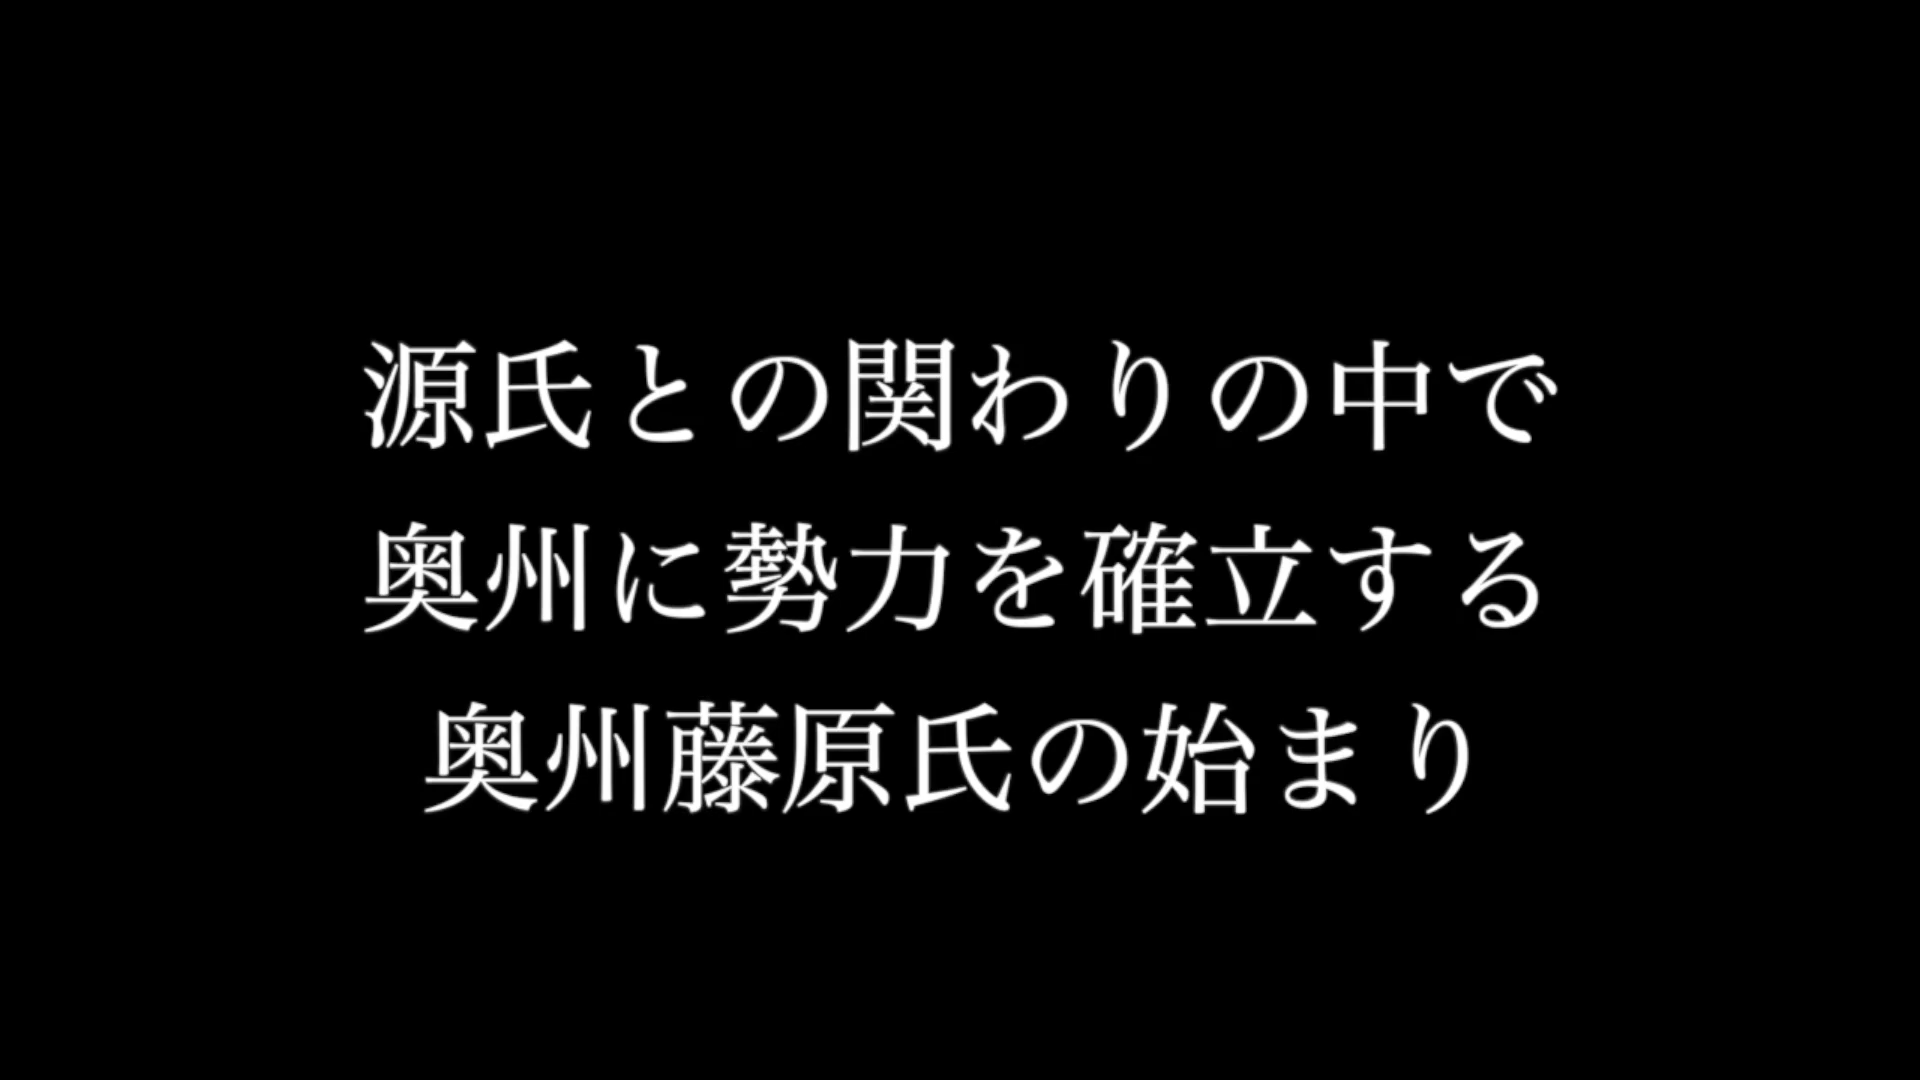 源氏との関わりの中で
奥州に勢力を確立する
奥州藤原氏の始まり